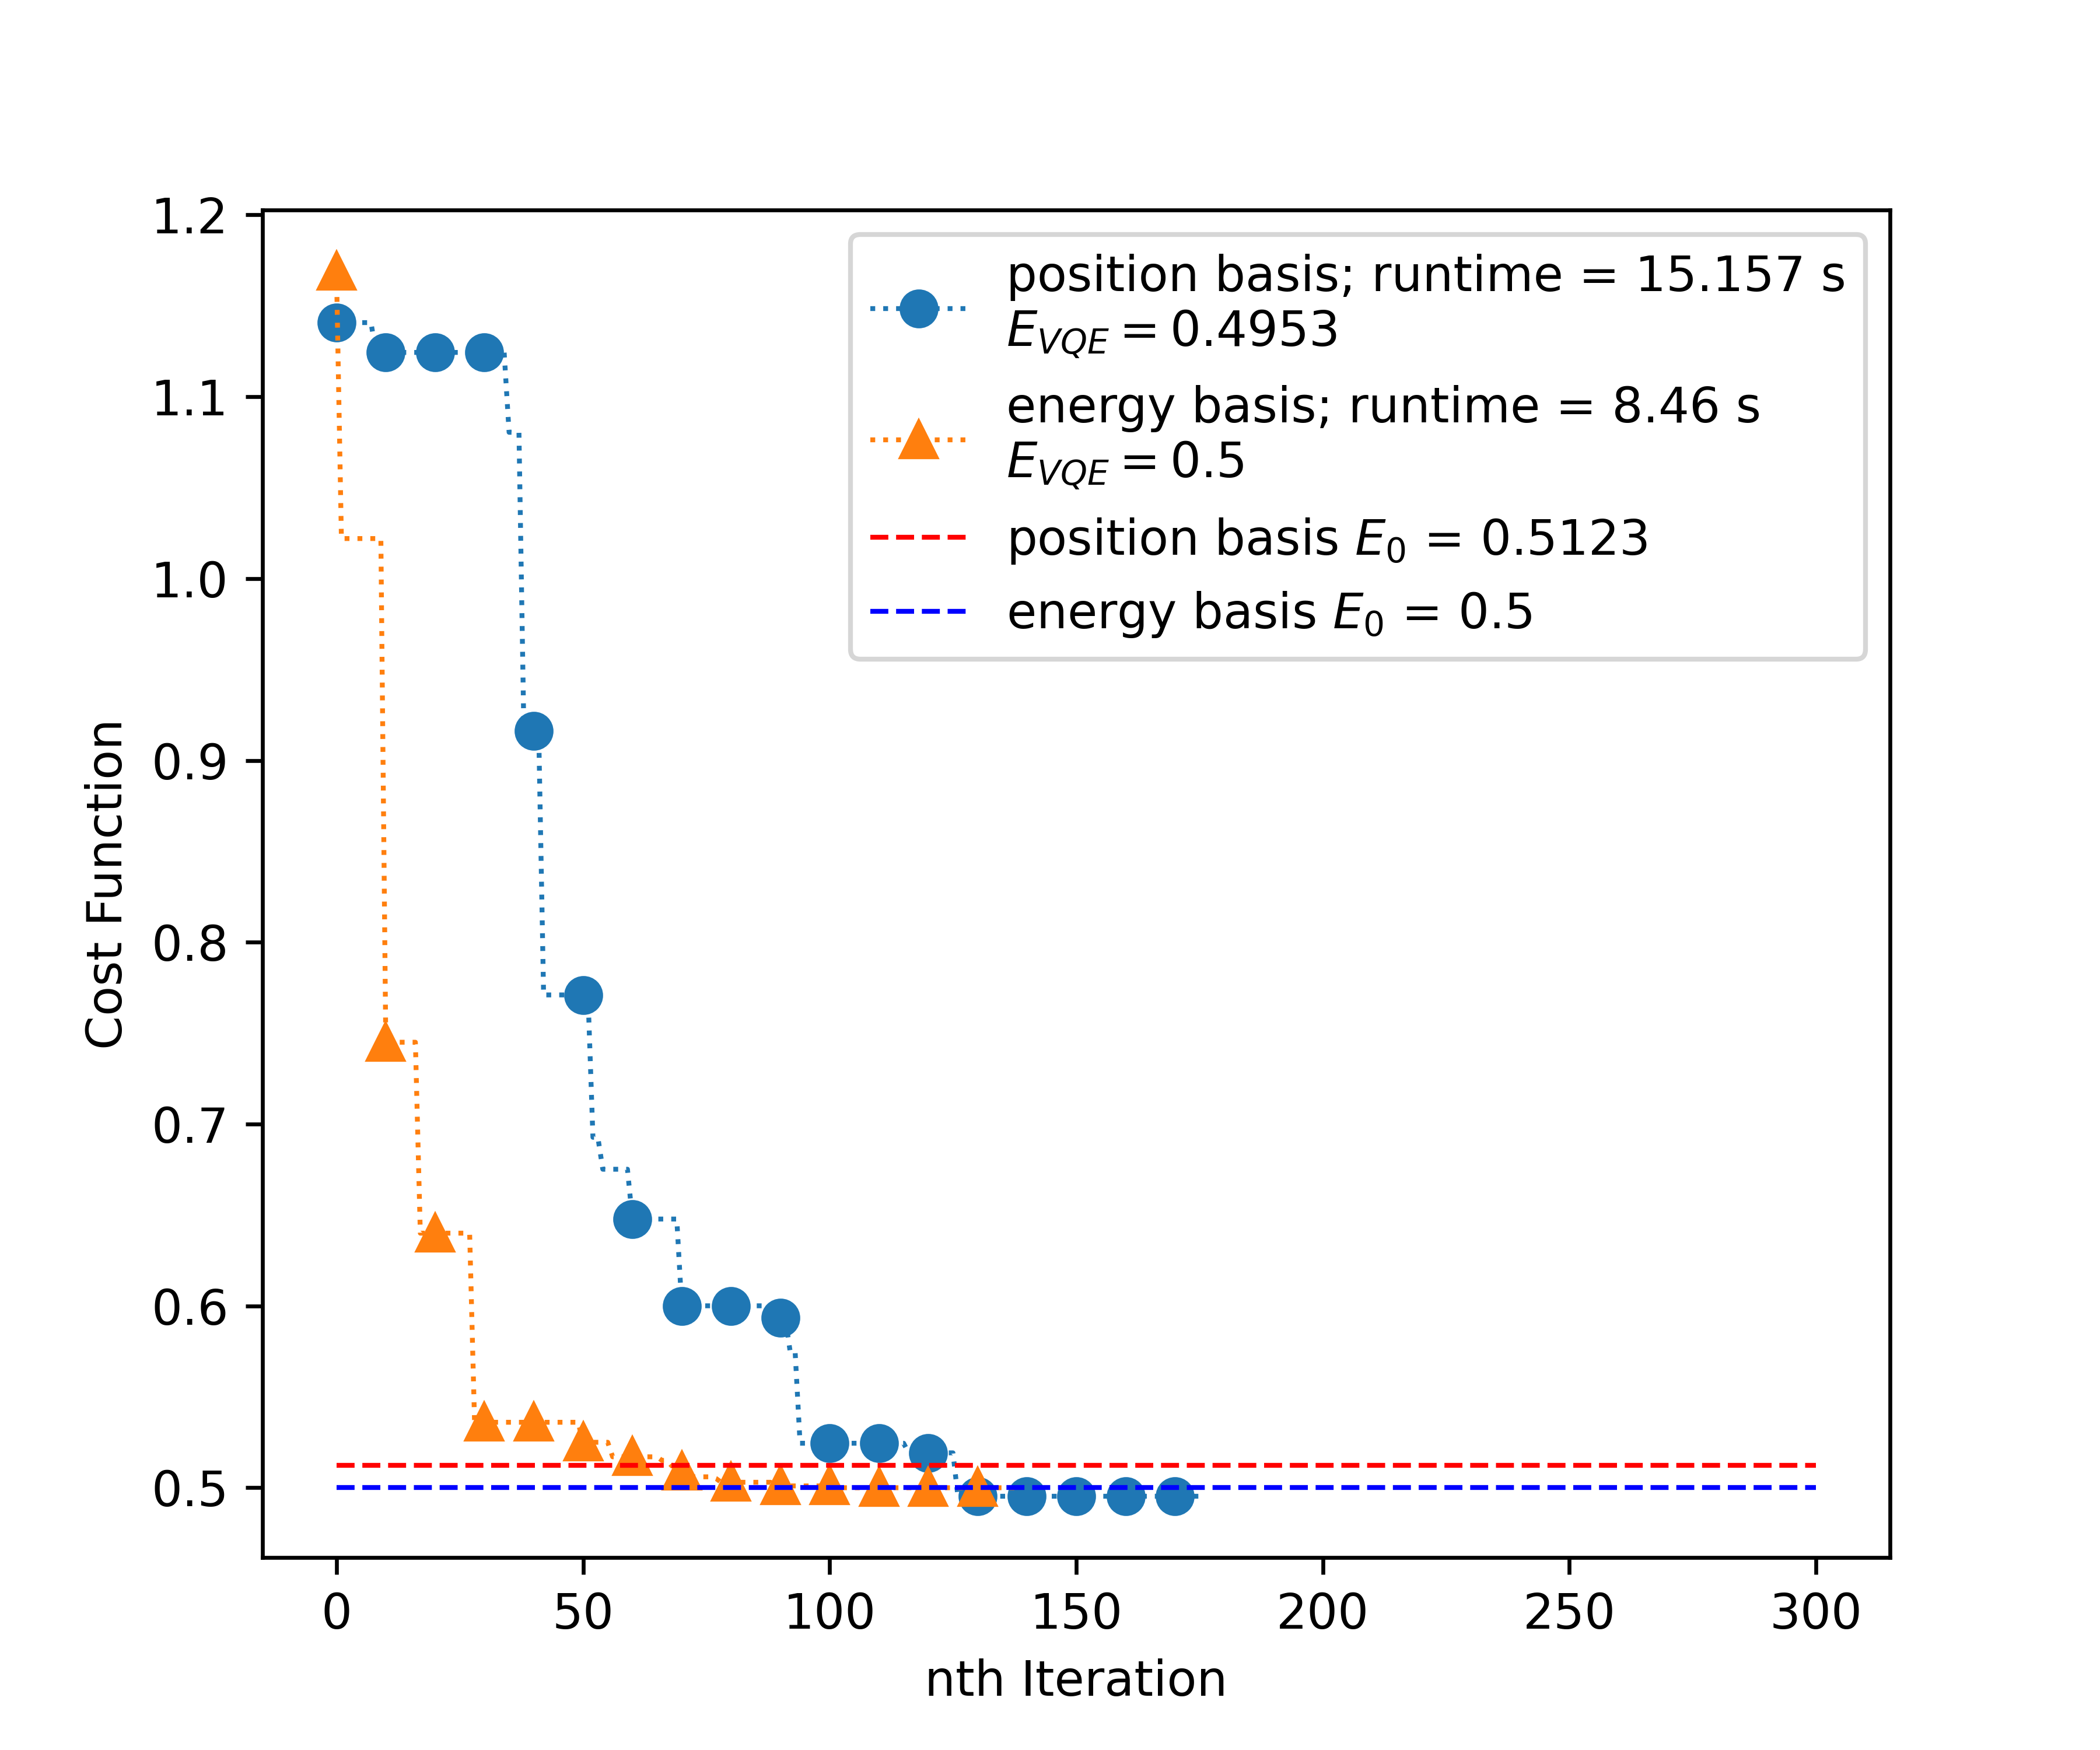 position basis; runtime = 15.157 s
E_VQE = 0.4953
energy basis; runtime = 8.46 s
E_VQE = 0.5
position basis E_0 = 0.5123
energy basis E_0 = 0.5
Cost Function
1.2
1.1
1.0
0.9
0.8
0.7
0.6
0.5
0 50 100 150 200 250 300
nth Iteration